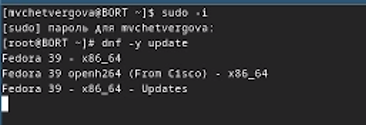 [mvchetvergova@BORT ~]$ sudo -i
[sudo] пароль для mvchetvergova:
[root@BORT ~]# dnf -y update
Fedora 39 - x86_64
Fedora 39 openh264 (From Cisco) - x86_64
Fedora 39 - x86_64 - Updates